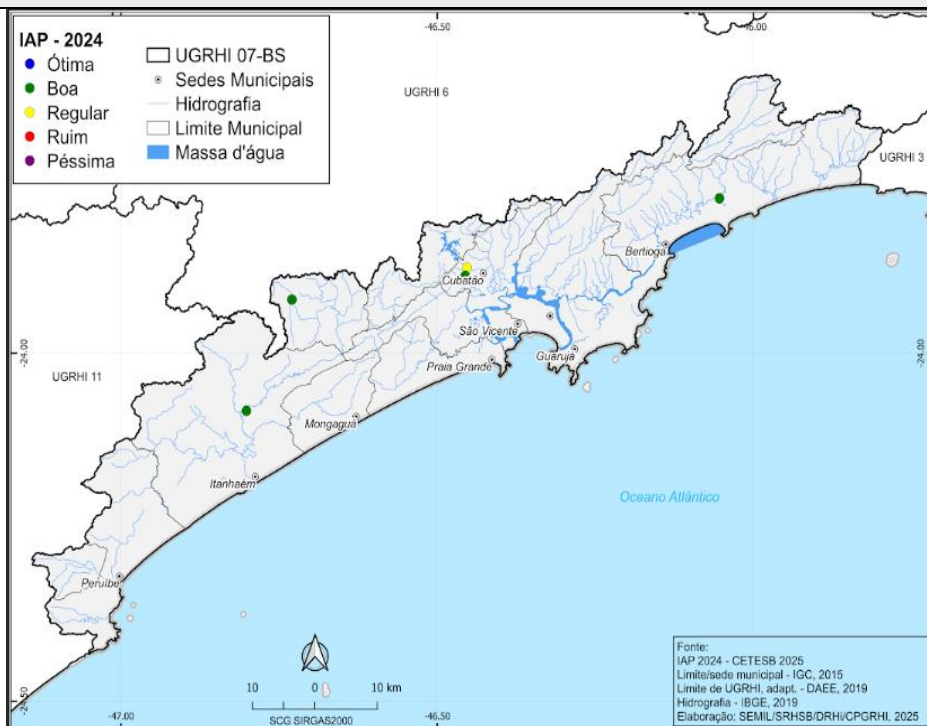 IAP - 2024
Ótima
Boa
Regular
Ruim
Péssima
UGRHI 07-BS
Sedes Municipais
Hidrografia
Limite Municipal
Massa d'água
-46.50
-46.00
UGRHI 6
UGRHI 3
Bertioga
Cubatão
São Vicente
Guarujá
Praia Grande
-24.00
-24.00
UGRHI 11
Mongaguá
Itanhaém
Oceano Atlântico
Peruíbe
10 0 10 km
SCG SIRGAS2000
-24.50
-47.00
-46.50
Fonte:
IAP 2024 - CETESB 2025
Limite/sede municipal - IGC, 2015
Limite de UGRHI, adapt. - DAEE, 2019
Hidrografia - IBGE, 2019
Elaboração: SEMIL/SRHSB/DRHi/CPGRHI, 2025